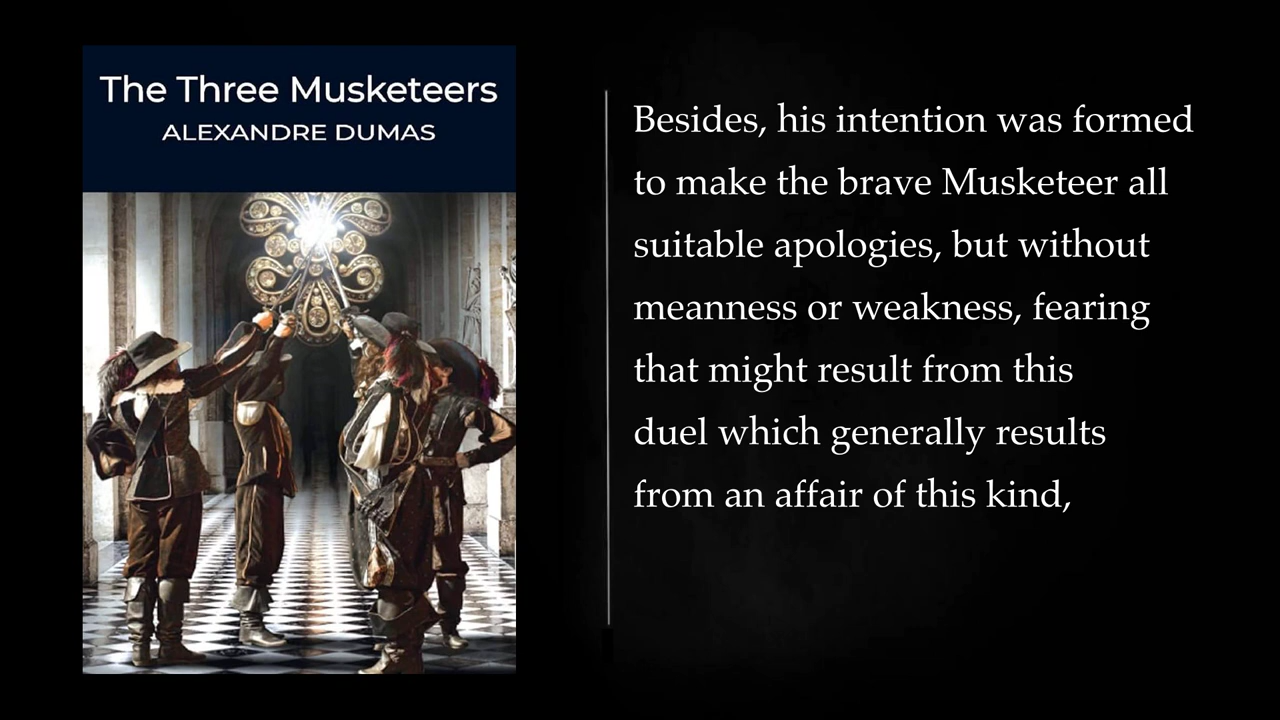 The Three Musketeers
ALEXANDRE DUMAS
Besides, his intention was formed
to make the brave Musketeer all
suitable apologies, but without
meanness or weakness, fearing
that might result from this
duel which generally results
from an affair of this kind,